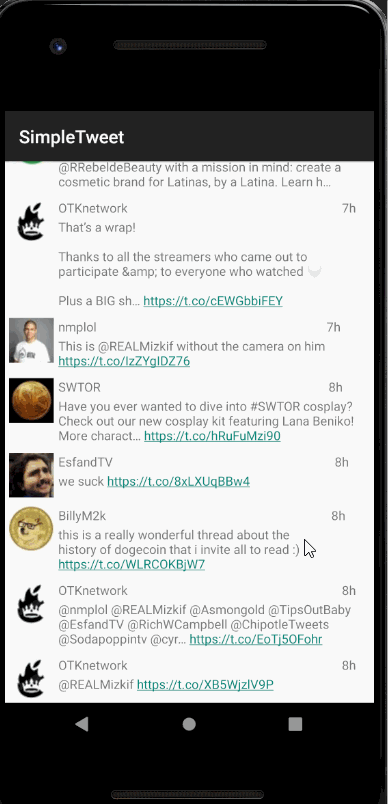 SimpleTweet
@RRebeldeBeauty with a mission in mind: create a
cosmetic brand for Latinas, by a Latina. Learn h…
OTKnetwork 7h
That's a wrap!
Thanks to all the streamers who came out to
participate &amp; to everyone who watched
Plus a BIG sh… https://t.co/cEWGbbiFEY
nmplol 7h
This is @REALMizkif without the camera on him
https://t.co/IzZYgIDZ76
SWTOR 8h
Have you ever wanted to dive into #SWTOR cosplay?
Check out our new cosplay kit featuring Lana Beniko!
More charact… https://t.co/hRuFuMzi90
EsfandTV 8h
we suck https://t.co/8xLXUqBBw4
BillyM2k 8h
this is a really wonderful thread about the
history of dogecoin that i invite all to read :)
https://t.co/WLRCOKBjW7
OTKnetwork 8h
@nmplol @REALMizkif @Asmongold @TipsOutBaby
@EsfandTV @RichWCampbell @ChipotleTweets
@Sodapoppintv @cyr… https://t.co/EoTj5OFohr
OTKnetwork 8h
@REALMizkif https://t.co/XB5WjzlV9P